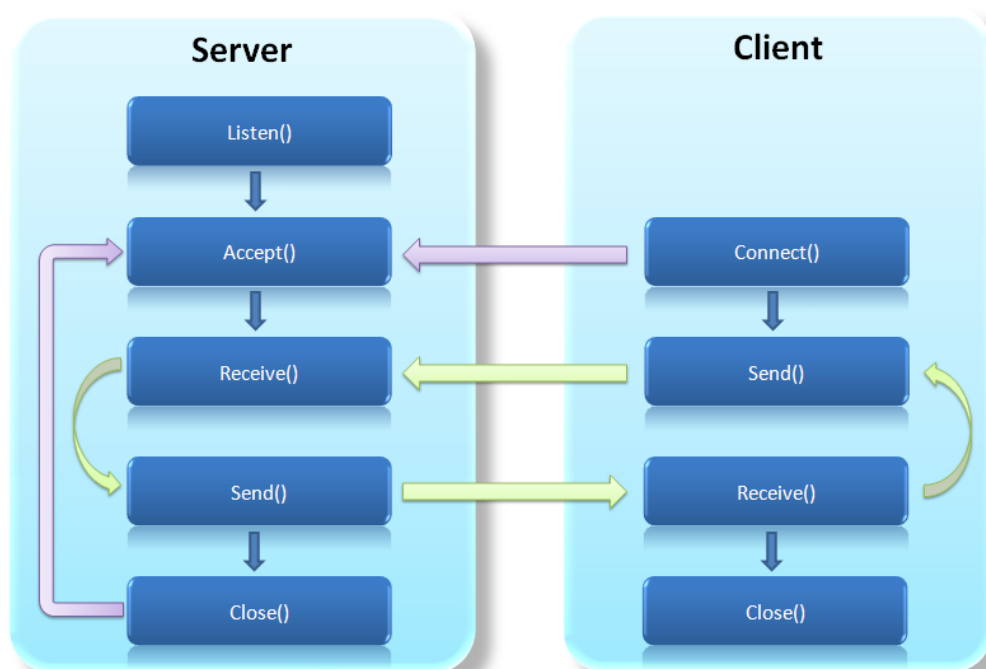 Server
Listen()
Accept()
Receive()
Send()
Close()
Client
Connect()
Send()
Receive()
Close()